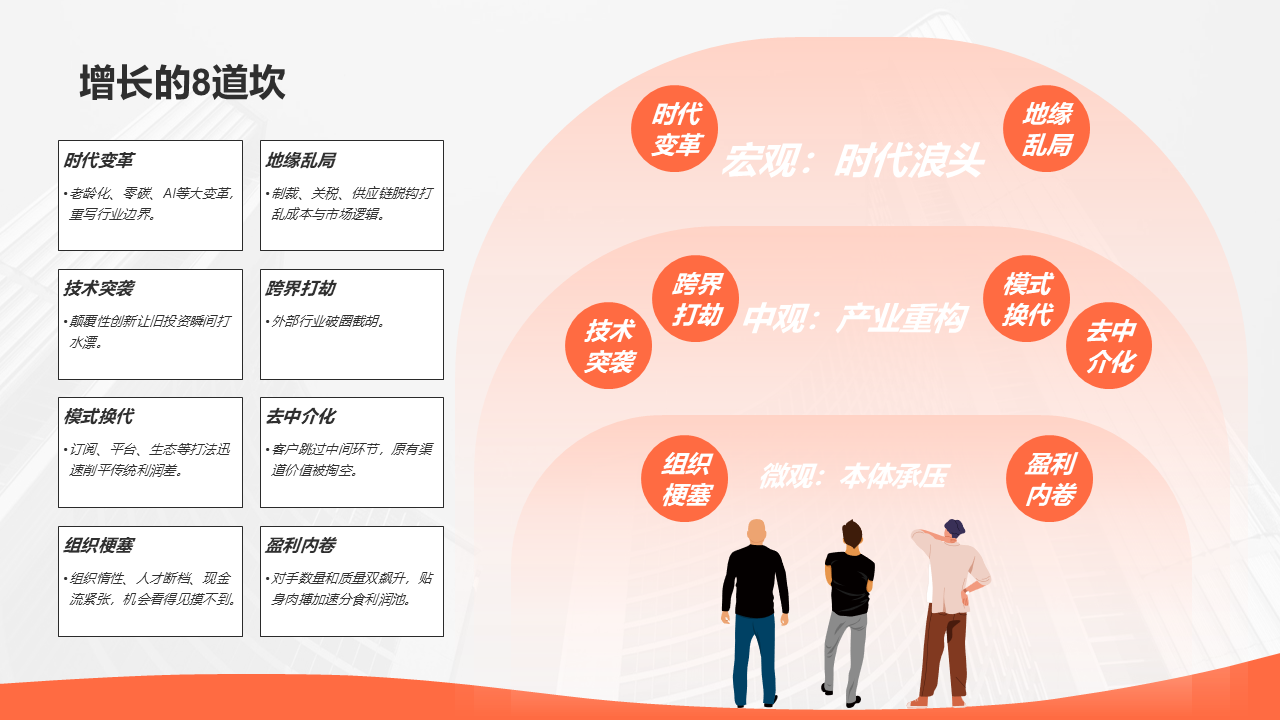 增长的8道坎
时代变革
•老龄化、零碳、AI等大变革,
重写行业边界。
地缘乱局
•制裁、关税、供应链脱钩打
乱成本与市场逻辑。
技术突袭
•颠覆性创新让旧投资瞬间打
水漂。
跨界打劫
•外部行业破圈截胡。
模式换代
•订阅、平台、生态等打法迅
速削平传统利润差。
去中介化
•客户跳过中间环节，原有渠
道价值被掏空。
组织梗塞
•组织惰性、人才断档、现金
流紧张，机会看得见摸不到。
盈利内卷
•对手数量和质量双飙升，贴
身肉搏加速分食利润池。
时代
变革
宏观：时代浪头
地缘
乱局
技术
突袭
跨界
打劫
中观：产业重构
模式
换代
去中
介化
组织
梗塞
微观：本体承压
盈利
内卷